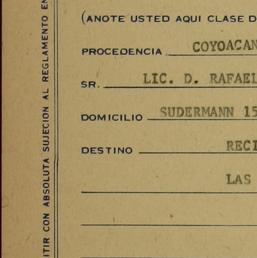 (ANOTE USTED AQUI CLASE D
PROCEDENCIA COYOACAN
SR. LIC. D. RAFAEL
DOMICILIO SUDERMANN 15
DESTINO RECI
LAS
ITIR CON ABSOLUTA SUJECION AL REGLAMENTO EN